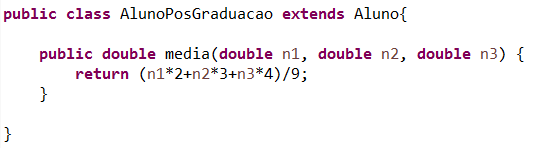 public class AlunoPosGraduacao extends Aluno{
public double media(double n1, double n2, double n3) {
return (n1*2+n2*3+n3*4)/9;
}
}